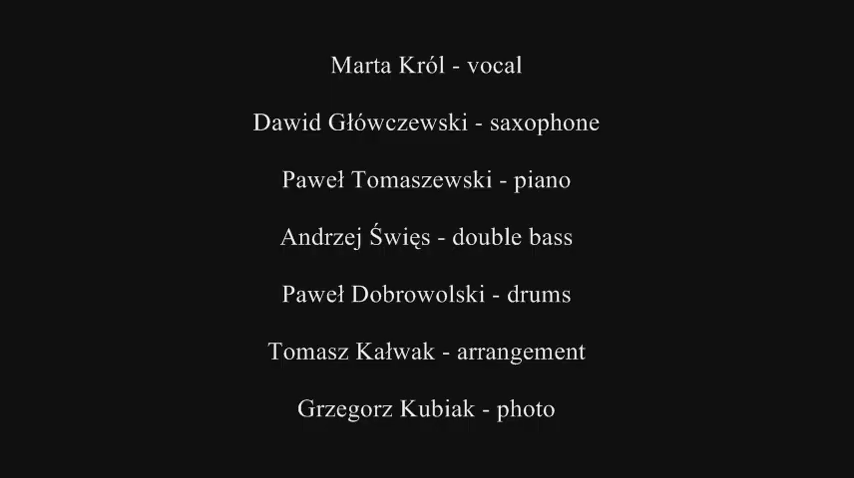 Marta Król - vocal
Dawid Główczewski - saxophone
Paweł Tomaszewski - piano
Andrzej Święs - double bass
Paweł Dobrowolski - drums
Tomasz Kałwak - arrangement
Grzegorz Kubiak - photo